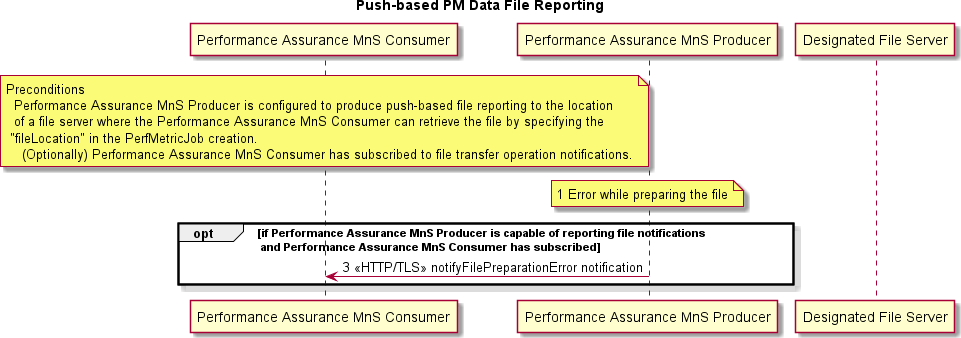 Push-based PM Data File Reporting
Performance Assurance MnS Consumer
Performance Assurance MnS Producer
Designated File Server
Preconditions
Performance Assurance MnS Producer is configured to produce push-based file reporting to the location
of a file server where the Performance Assurance MnS Consumer can retrieve the file by specifying the
"fileLocation" in the PerfMetricJob creation.
(Optionally) Performance Assurance MnS Consumer has subscribed to file transfer operation notifications.
1 Error while preparing the file
opt
[if Performance Assurance MnS Producer is capable of reporting file notifications
and Performance Assurance MnS Consumer has subscribed]
3 «HTTP/TLS» notifyFilePreparationError notification
Performance Assurance MnS Consumer
Performance Assurance MnS Producer
Designated File Server